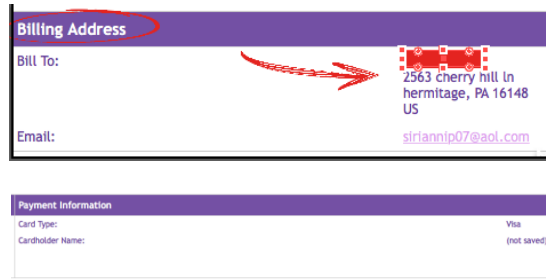 Billing Address
Bill To:
2563 cherry hill ln
hermitage, PA 16148
US
Email: siriannip07@aol.com
Payment Information
Card Type: Visa
Cardholder Name: (not saved)